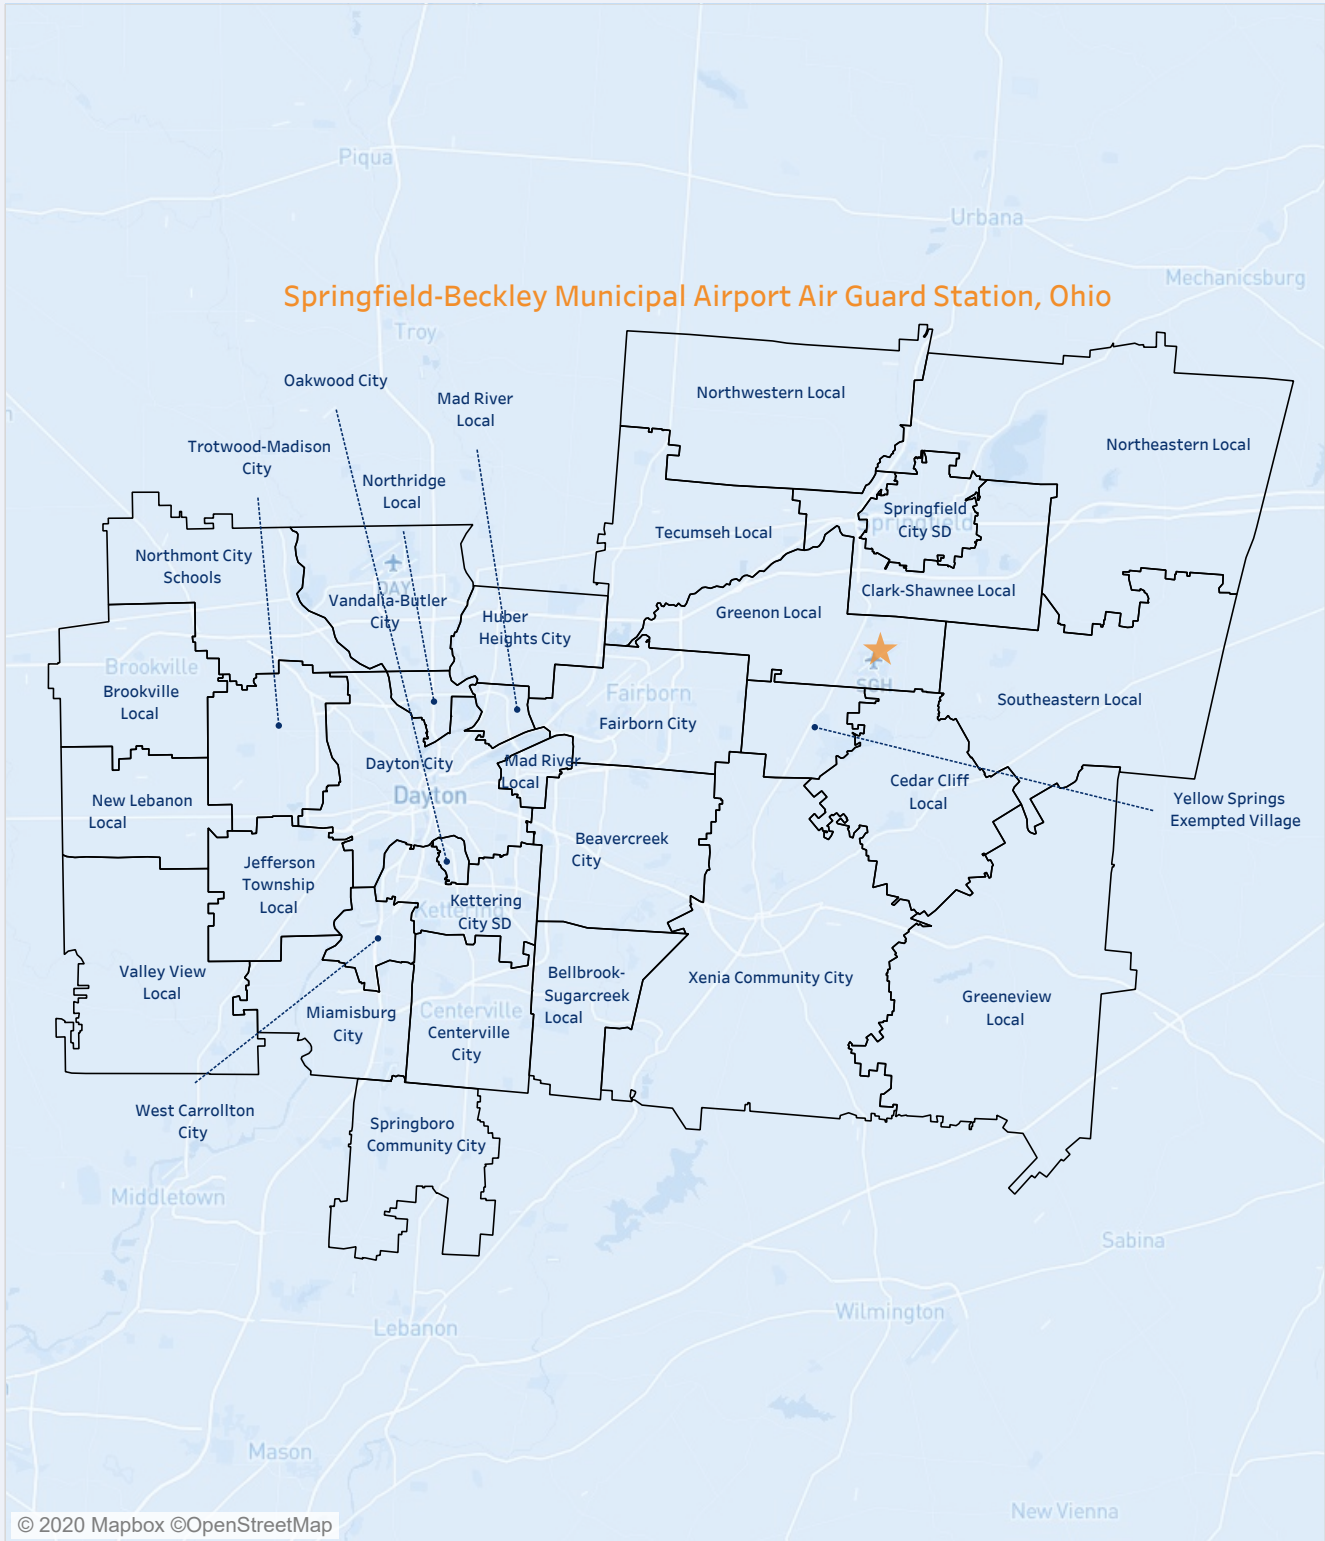 Piqua
Urbana
Mechanicsburg
Springfield-Beckley Municipal Airport Air Guard Station, Ohio
Troy
Oakwood City
Mad River
Local
Northwestern Local
Trotwood-Madison
City
Northeastern Local
Northridge
Local
Springfield
City SD
Springfield
Tecumseh Local
Northmont City
Schools
DAY
Vandalia-Butler
City
Clark-Shawnee Local
Greenon Local
Huber
Heights City
Brookville
Brookville
Local
SGH
Fairborn
Fairborn City
Southeastern Local
Dayton City
Mad River
Local
Dayton
Cedar Cliff
Local
New Lebanon
Local
Yellow Springs
Exempted Village
Beavercreek
City
Jefferson
Township
Local
Kettering
City SD
Kettering
Valley View
Local
Bellbrook-
Sugarcreek
Local
Xenia Community City
Greeneview
Local
Miamisburg
City
Centerville
Centerville
City
West Carrollton
City
Springboro
Community City
Middletown
Sabina
Wilmington
Lebanon
Mason
New Vienna
© 2020 Mapbox ©OpenStreetMap